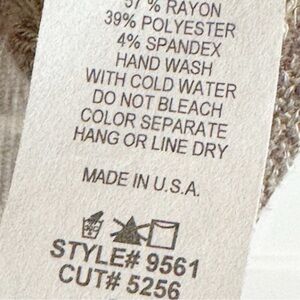 57 % RAYON
39% POLYESTER
4% SPANDEX
HAND WASH
WITH COLD WATER
DO NOT BLEACH
COLOR SEPARATE
HANG OR LINE DRY
MADE IN U.S.A.
STYLE# 9561
CUT# 5256